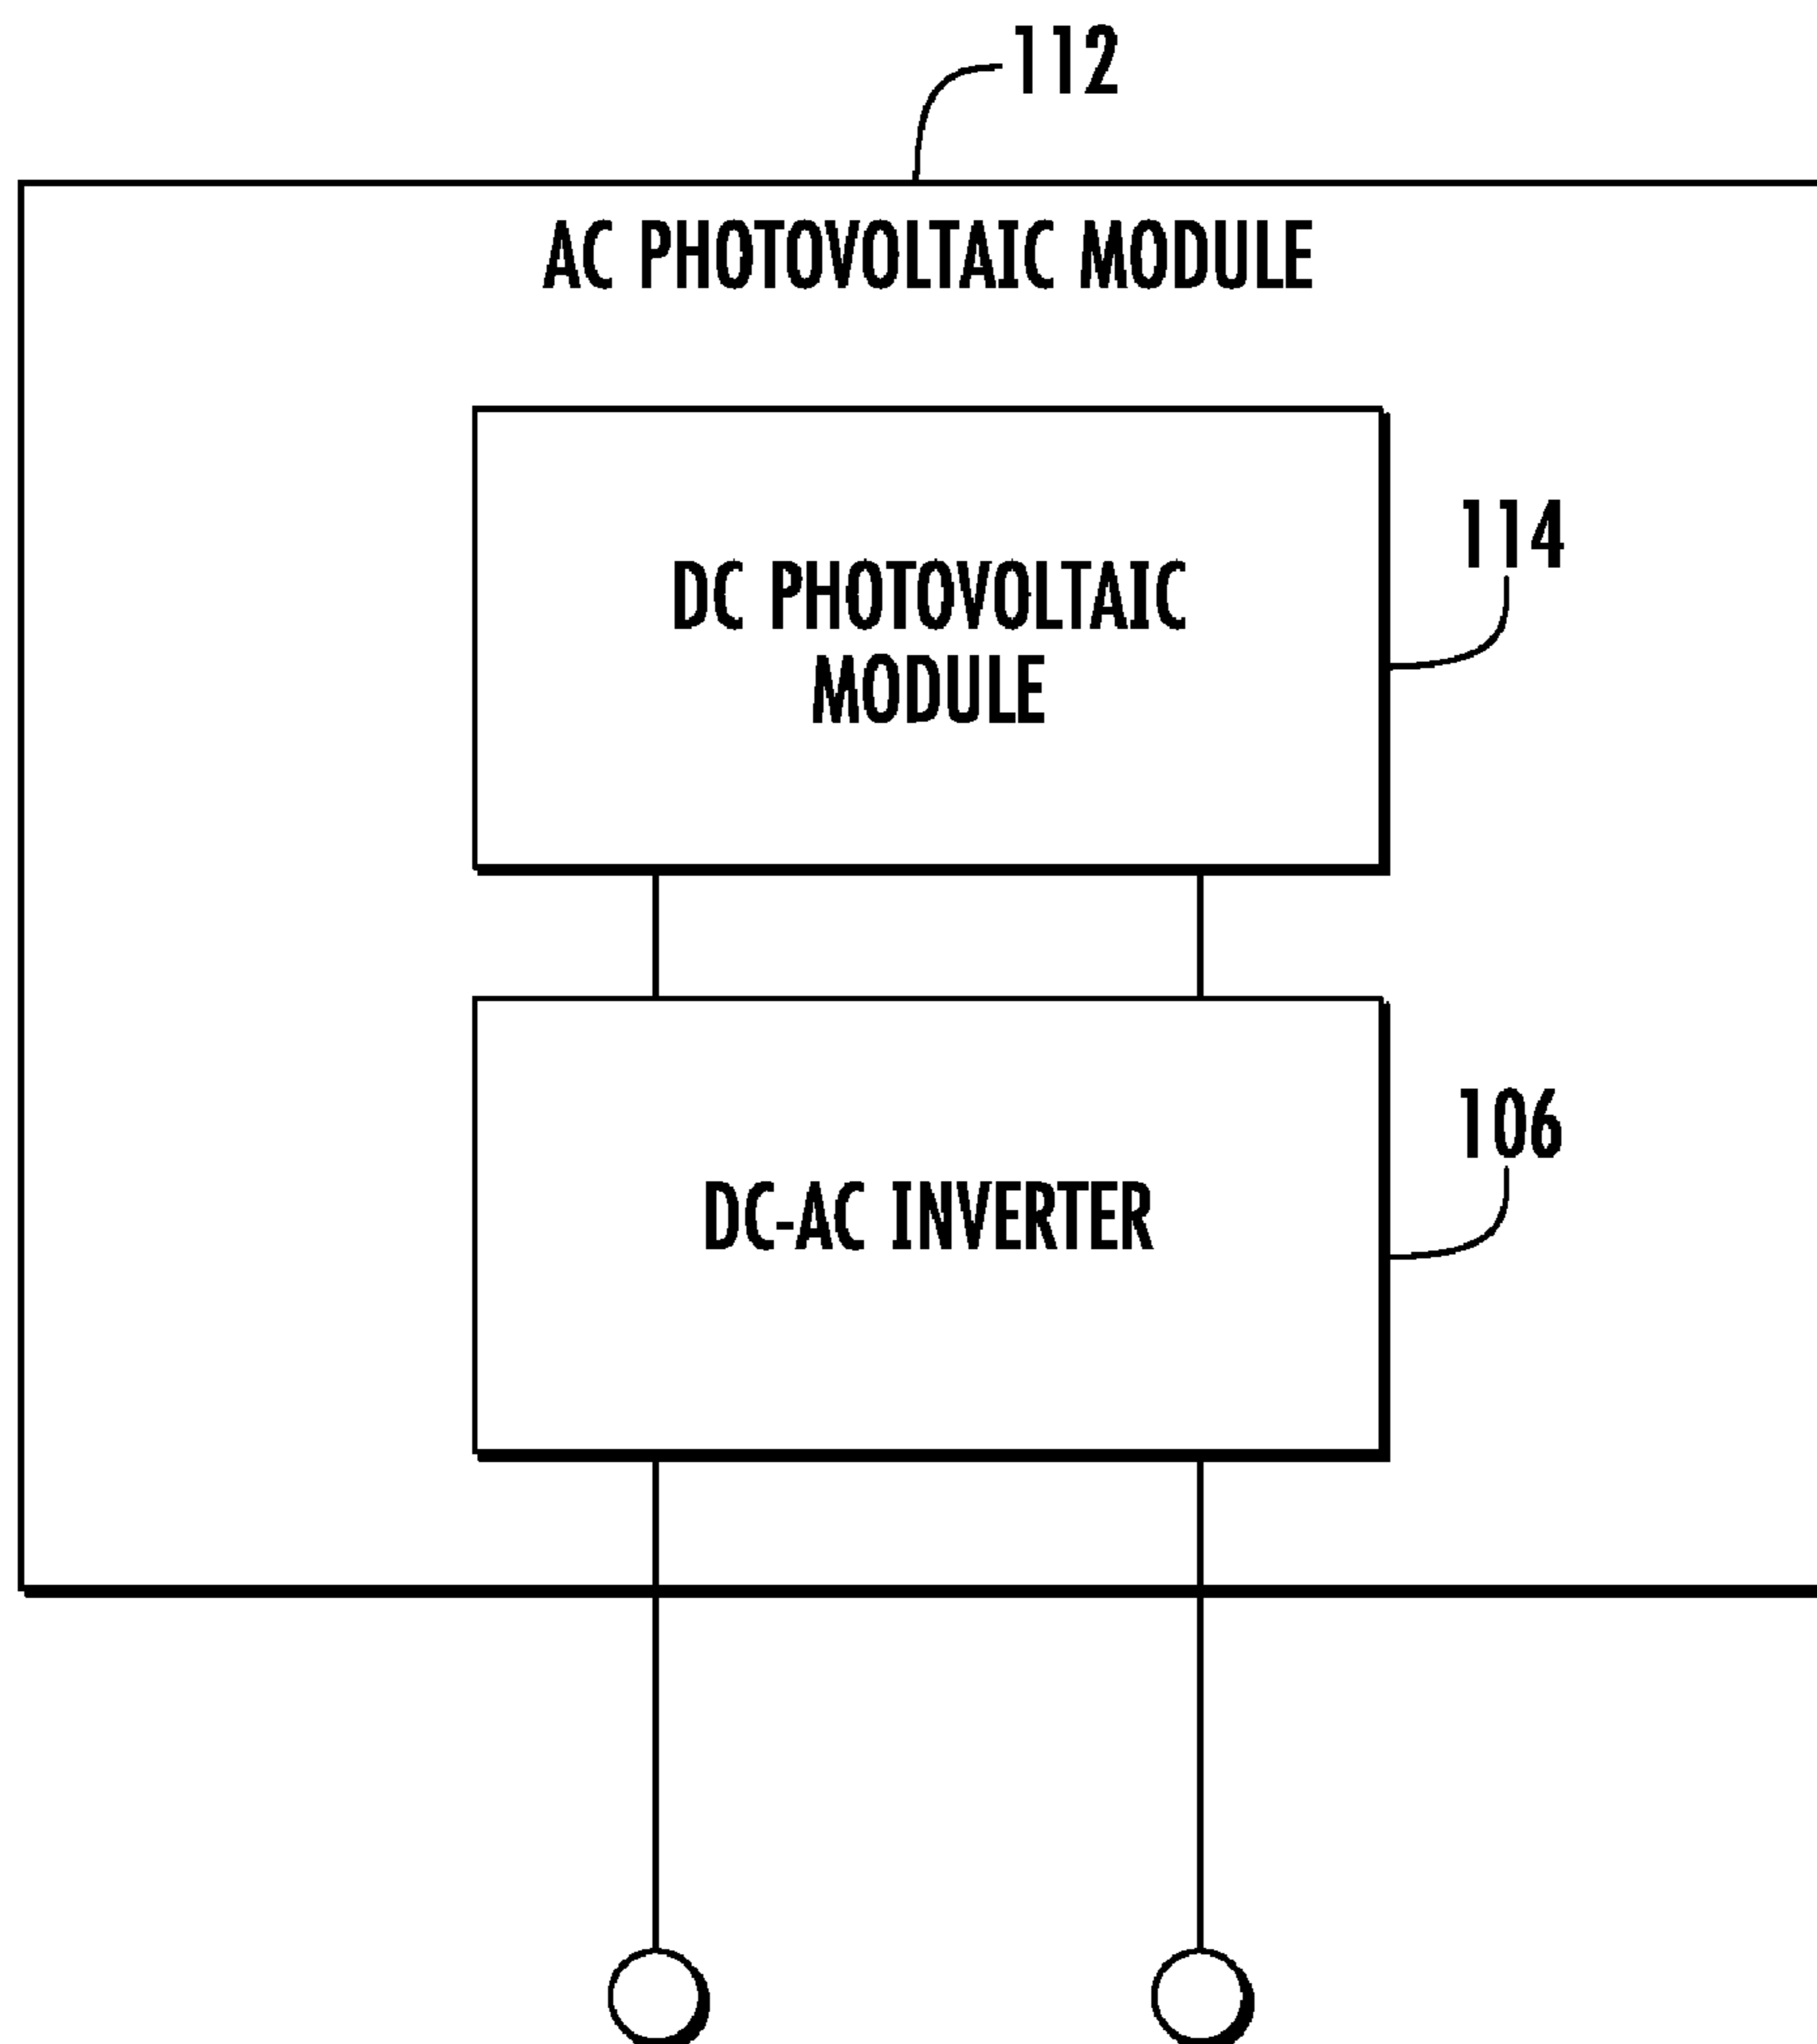 112
AC PHOTOVOLTAIC MODULE
114
DC PHOTOVOLTAIC
MODULE
106
DC-AC INVERTER